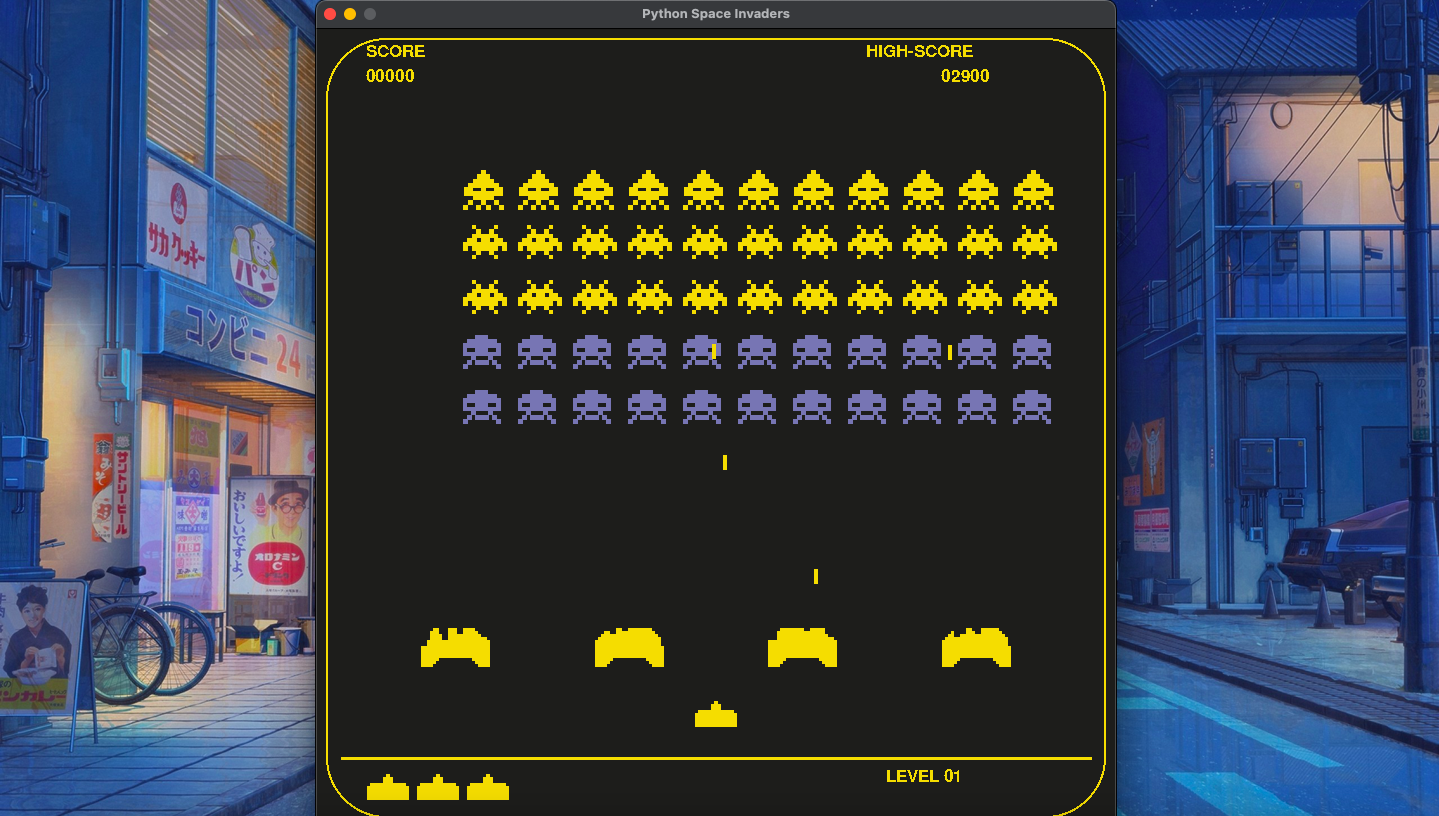 Python Space Invaders
SCORE
HIGH-SCORE
00000
02900
サカ クッキー
パン
コンビニ 24
サントリービール
おいしいですよ!
オロナミン
C
LEVEL 01